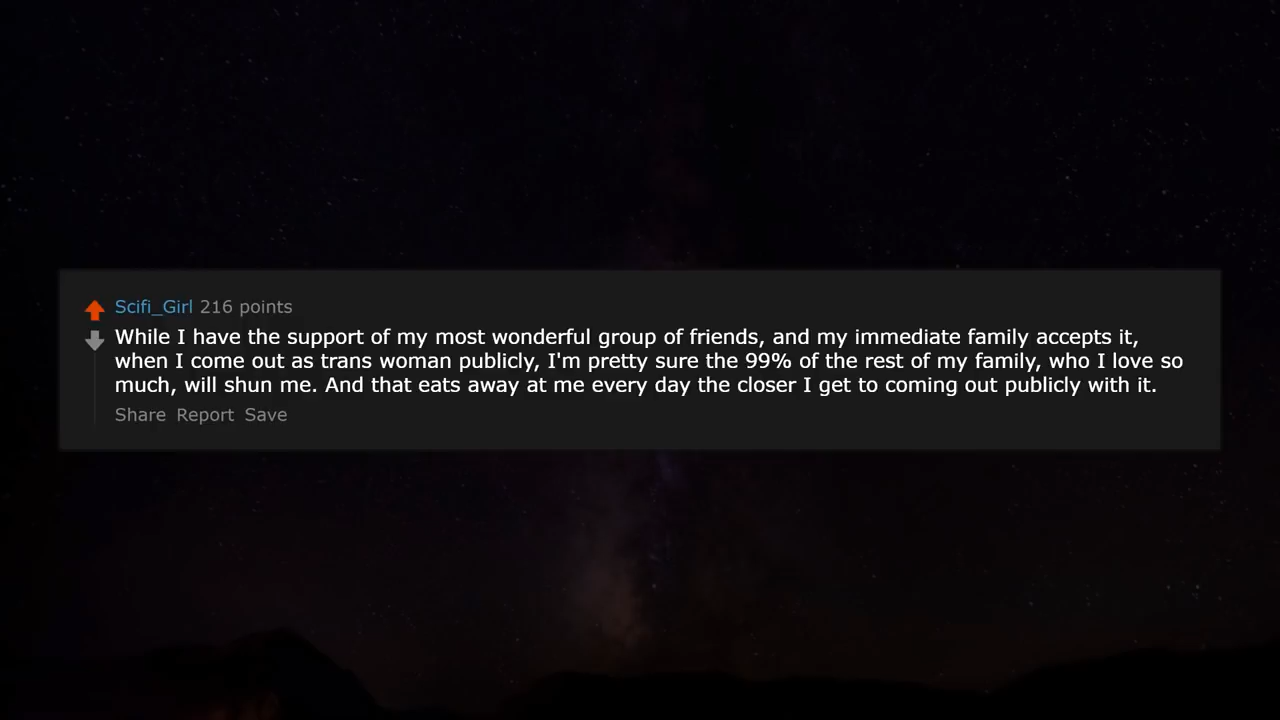 Scifi_Girl 216 points
While I have the support of my most wonderful group of friends, and my immediate family accepts it,
when I come out as trans woman publicly, I'm pretty sure the 99% of the rest of my family, who I love so
much, will shun me. And that eats away at me every day the closer I get to coming out publicly with it.
Share Report Save